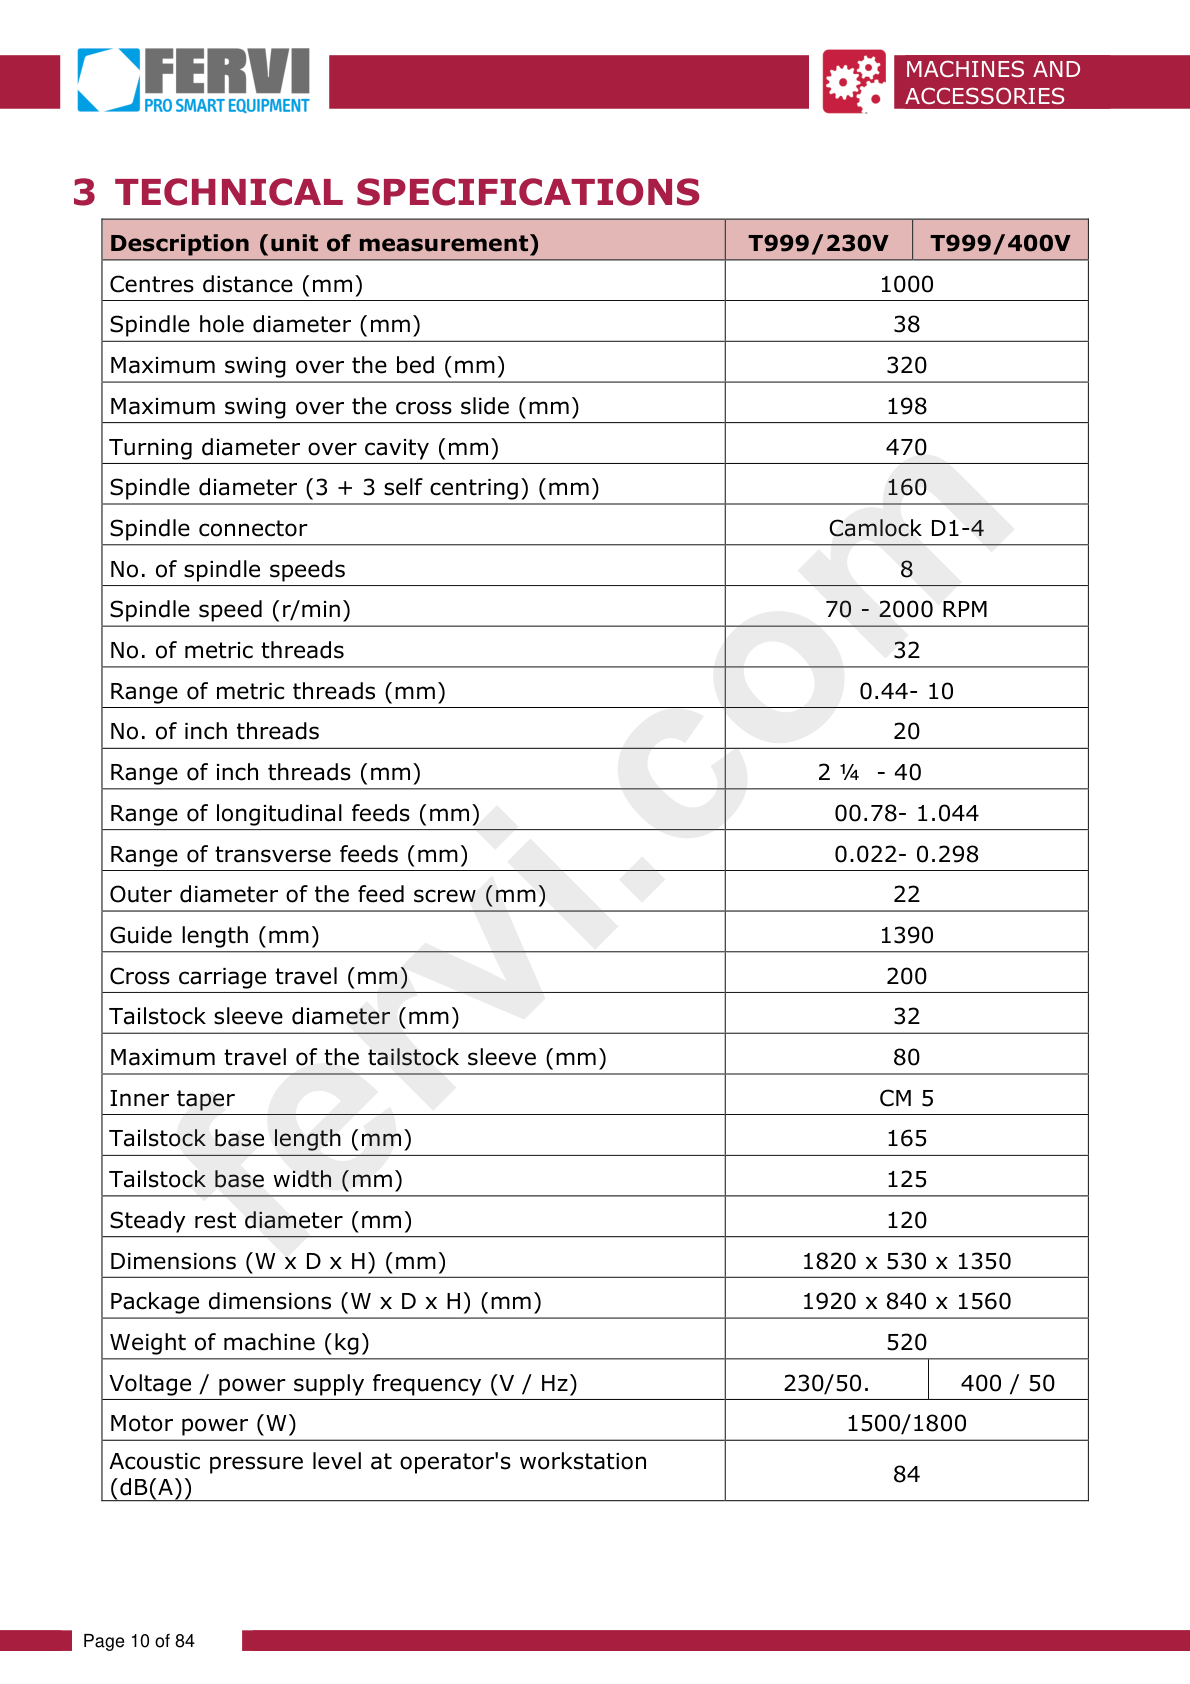 FERVI
PRO SMART EQUIPMENT
MACHINES AND
ACCESSORIES
3 TECHNICAL SPECIFICATIONS
Description (unit of measurement) T999/230V T999/400V
Centres distance (mm) 1000
Spindle hole diameter (mm) 38
Maximum swing over the bed (mm) 320
Maximum swing over the cross slide (mm) 198
Turning diameter over cavity (mm) 470
Spindle diameter (3 + 3 self centring) (mm) 160
Spindle connector Camlock D1-4
No. of spindle speeds 8
Spindle speed (r/min) 70 - 2000 RPM
No. of metric threads 32
Range of metric threads (mm) 0.44- 10
No. of inch threads 20
Range of inch threads (mm) 2 ¼  - 40
Range of longitudinal feeds (mm) 00.78- 1.044
Range of transverse feeds (mm) 0.022- 0.298
Outer diameter of the feed screw (mm) 22
Guide length (mm) 1390
Cross carriage travel (mm) 200
Tailstock sleeve diameter (mm) 32
Maximum travel of the tailstock sleeve (mm) 80
Inner taper CM 5
Tailstock base length (mm) 165
Tailstock base width (mm) 125
Steady rest diameter (mm) 120
Dimensions (W x D x H) (mm) 1820 x 530 x 1350
Package dimensions (W x D x H) (mm) 1920 x 840 x 1560
Weight of machine (kg) 520
Voltage / power supply frequency (V / Hz) 230/50. 400 / 50
Motor power (W) 1500/1800
Acoustic pressure level at operator's workstation
(dB(A)) 84
fervi.com
Page 10 of 84